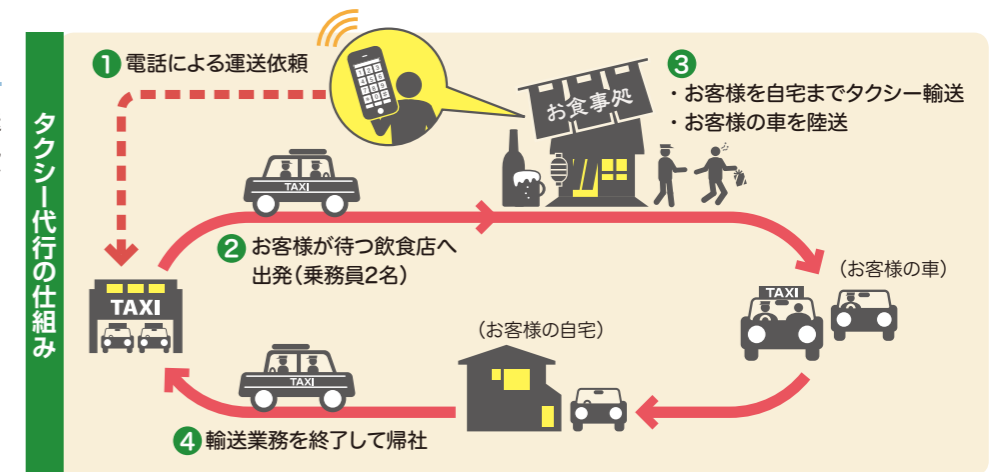 タクシー代行の仕組み
❶ 電話による運送依頼
お食事処
❸
・お客様を自宅までタクシー輸送
・お客様の車を陸送
TAXI
❷ お客様が待つ飲食店へ
出発（乗務員2名）
（お客様の車）
TAXI
TAXI
（お客様の自宅）
TAXI
❹ 輸送業務を終了して帰社